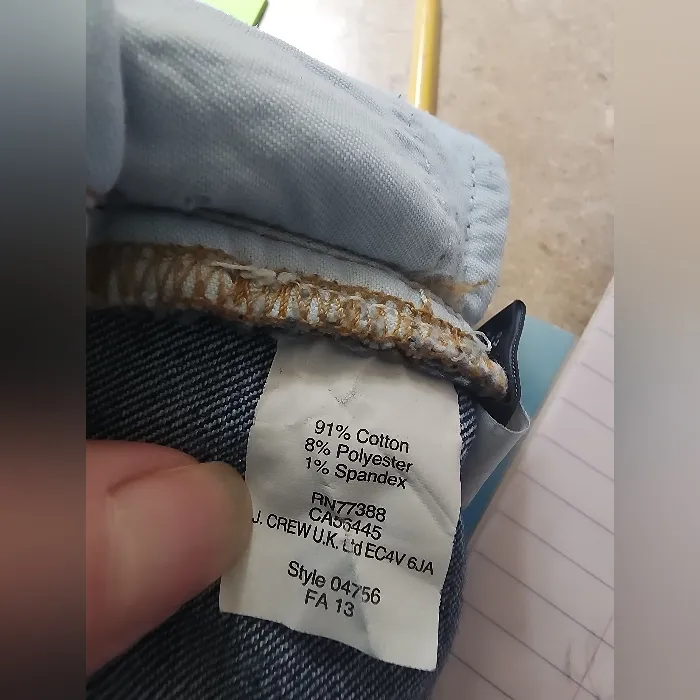 91% Cotton
8% Polyester
1% Spandex
RN77388
CA56445
J. CREW U.K. Ltd EC4V 6JA
Style 04756
FA 13